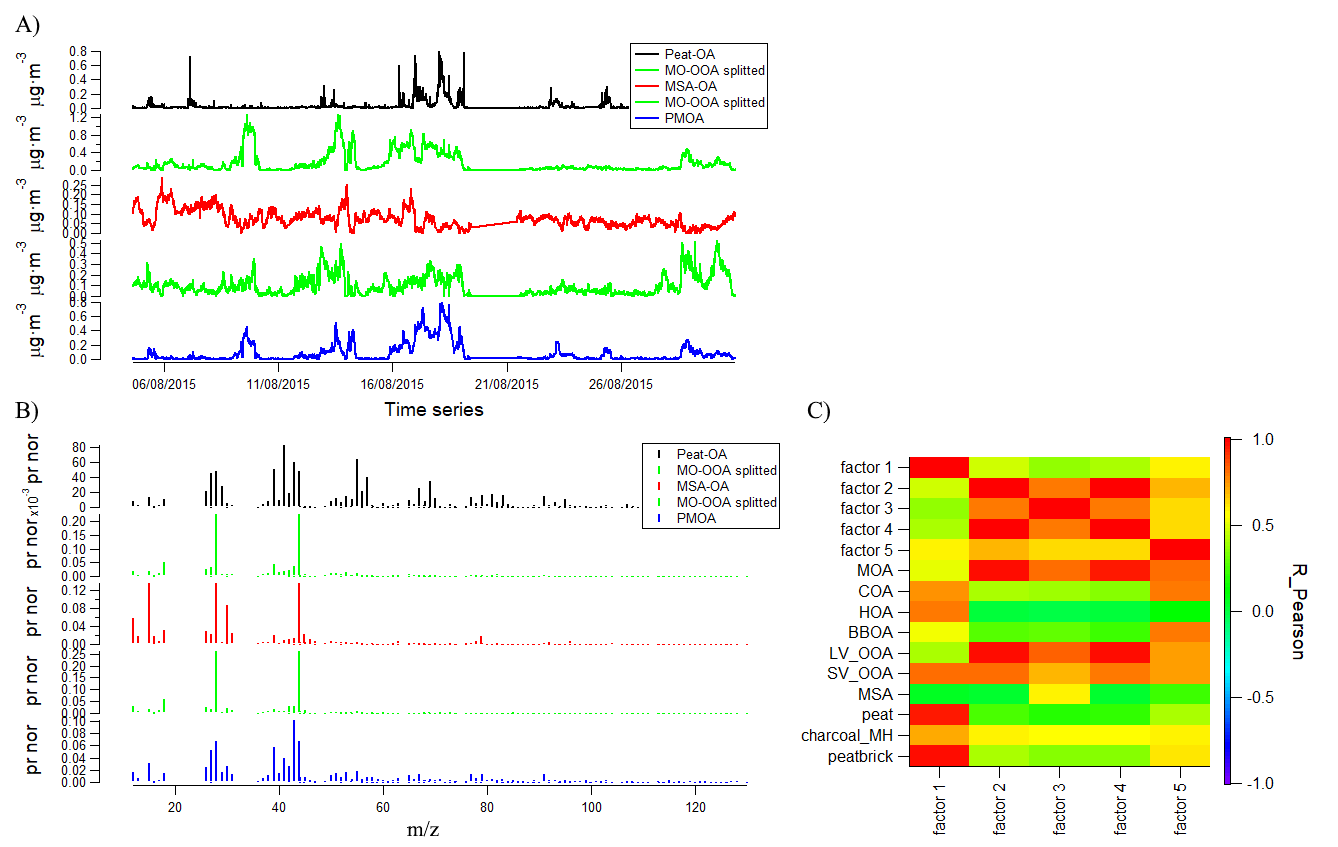 A)
μg·m-3
0.8
0.6
0.4
0.2
0.0
Peat-OA
MO-OOA splitted
MSA-OA
MO-OOA splitted
PMOA
μg·m-3
1.2
0.8
0.4
0.0
μg·m-3
0.25
0.20
0.15
0.10
0.05
0.00
μg·m-3
0.5
0.4
0.3
0.2
0.1
0.0
μg·m-3
0.8
0.6
0.4
0.2
0.0
06/08/2015 11/08/2015 16/08/2015 21/08/2015 26/08/2015
Time series
B)
pr nor
x10-3
80
60
40
20
0
Peat-OA
MO-OOA splitted
MSA-OA
MO-OOA splitted
PMOA
pr nor
0.20
0.15
0.10
0.05
0.00
pr nor
0.12
0.08
0.04
0.00
pr nor
0.25
0.20
0.15
0.10
0.05
0.00
pr nor
0.10
0.08
0.06
0.04
0.02
0.00
20 40 60 80 100 120
m/z
C)
factor 1
factor 2
factor 3
factor 4
factor 5
MOA
COA
HOA
BBOA
LV_OOA
SV_OOA
MSA
peat
charcoal_MH
peatbrick
factor 1
factor 2
factor 3
factor 4
factor 5
1.0
0.5
0.0
-0.5
-1.0
R_Pearson